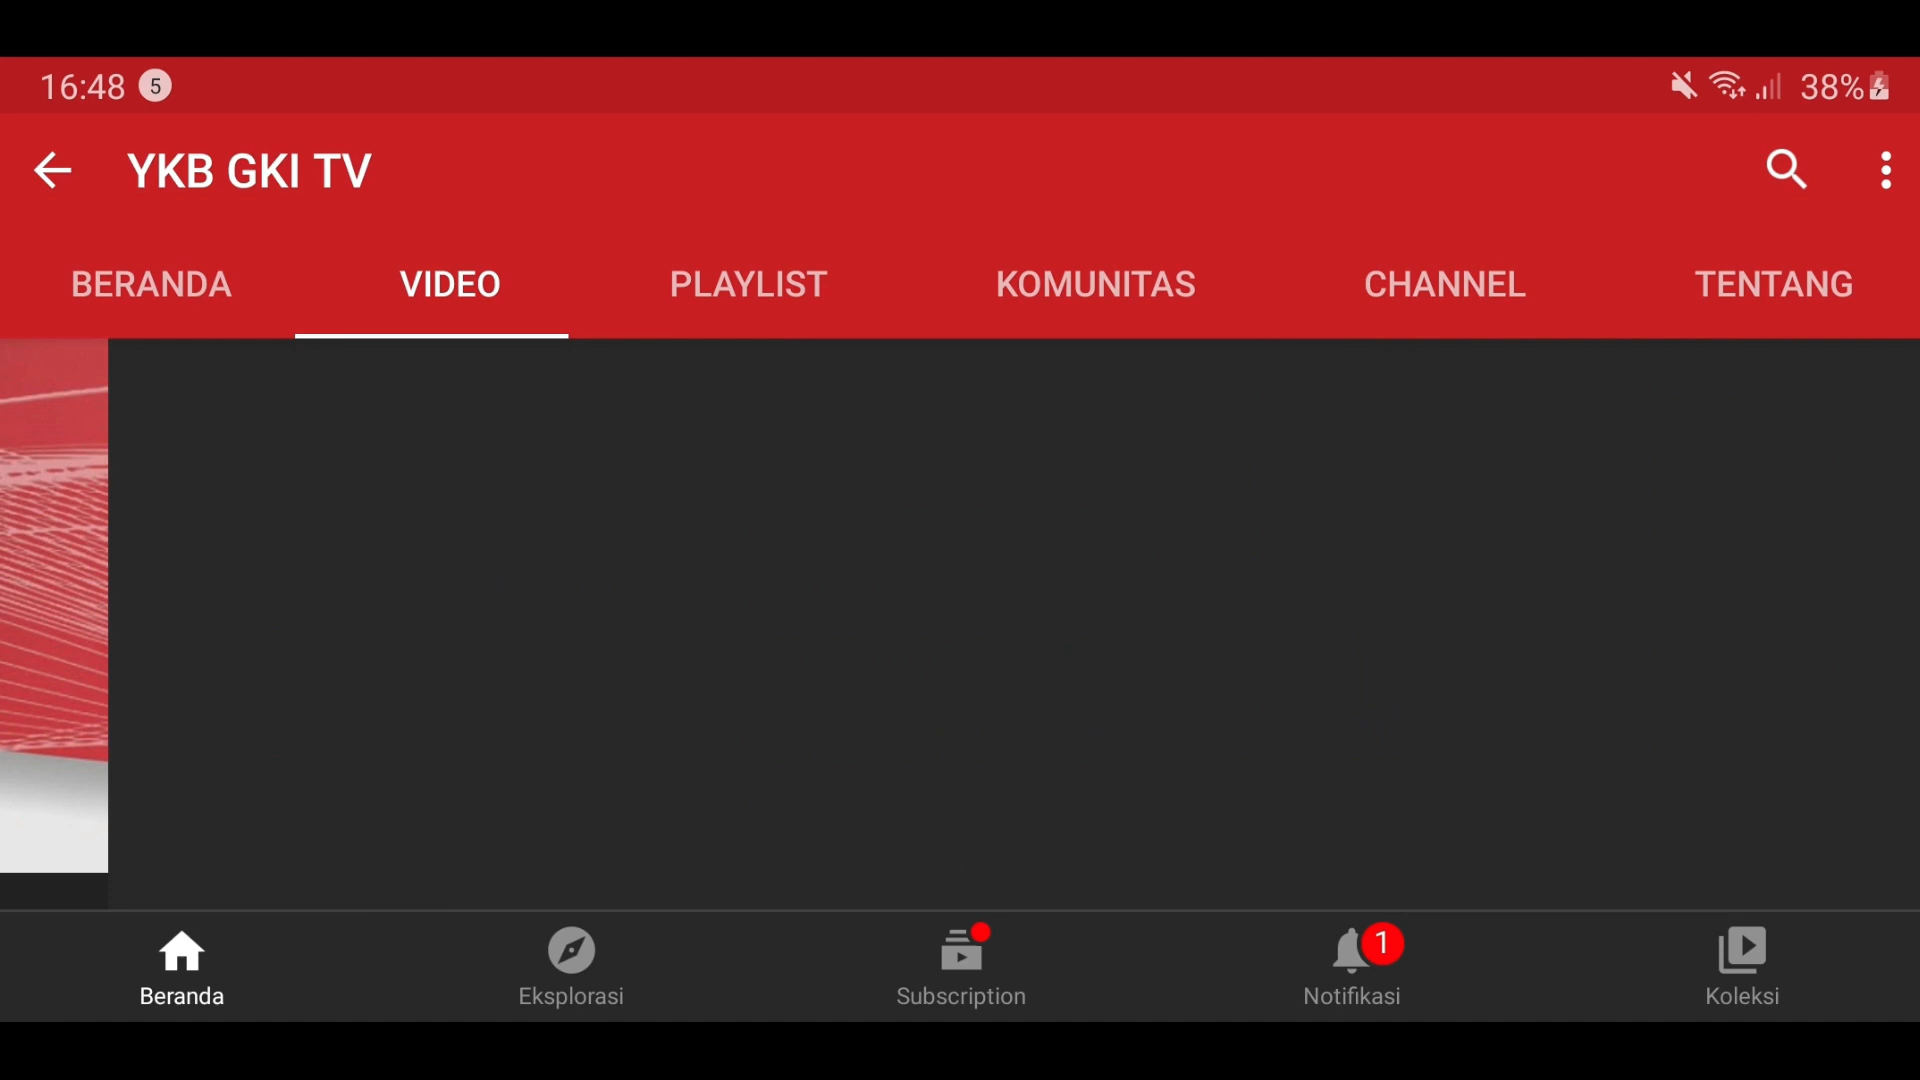 16:48 5 38%
YKB GKI TV
BERANDA VIDEO PLAYLIST KOMUNITAS CHANNEL TENTANG
1
Beranda Eksplorasi Subscription Notifikasi Koleksi